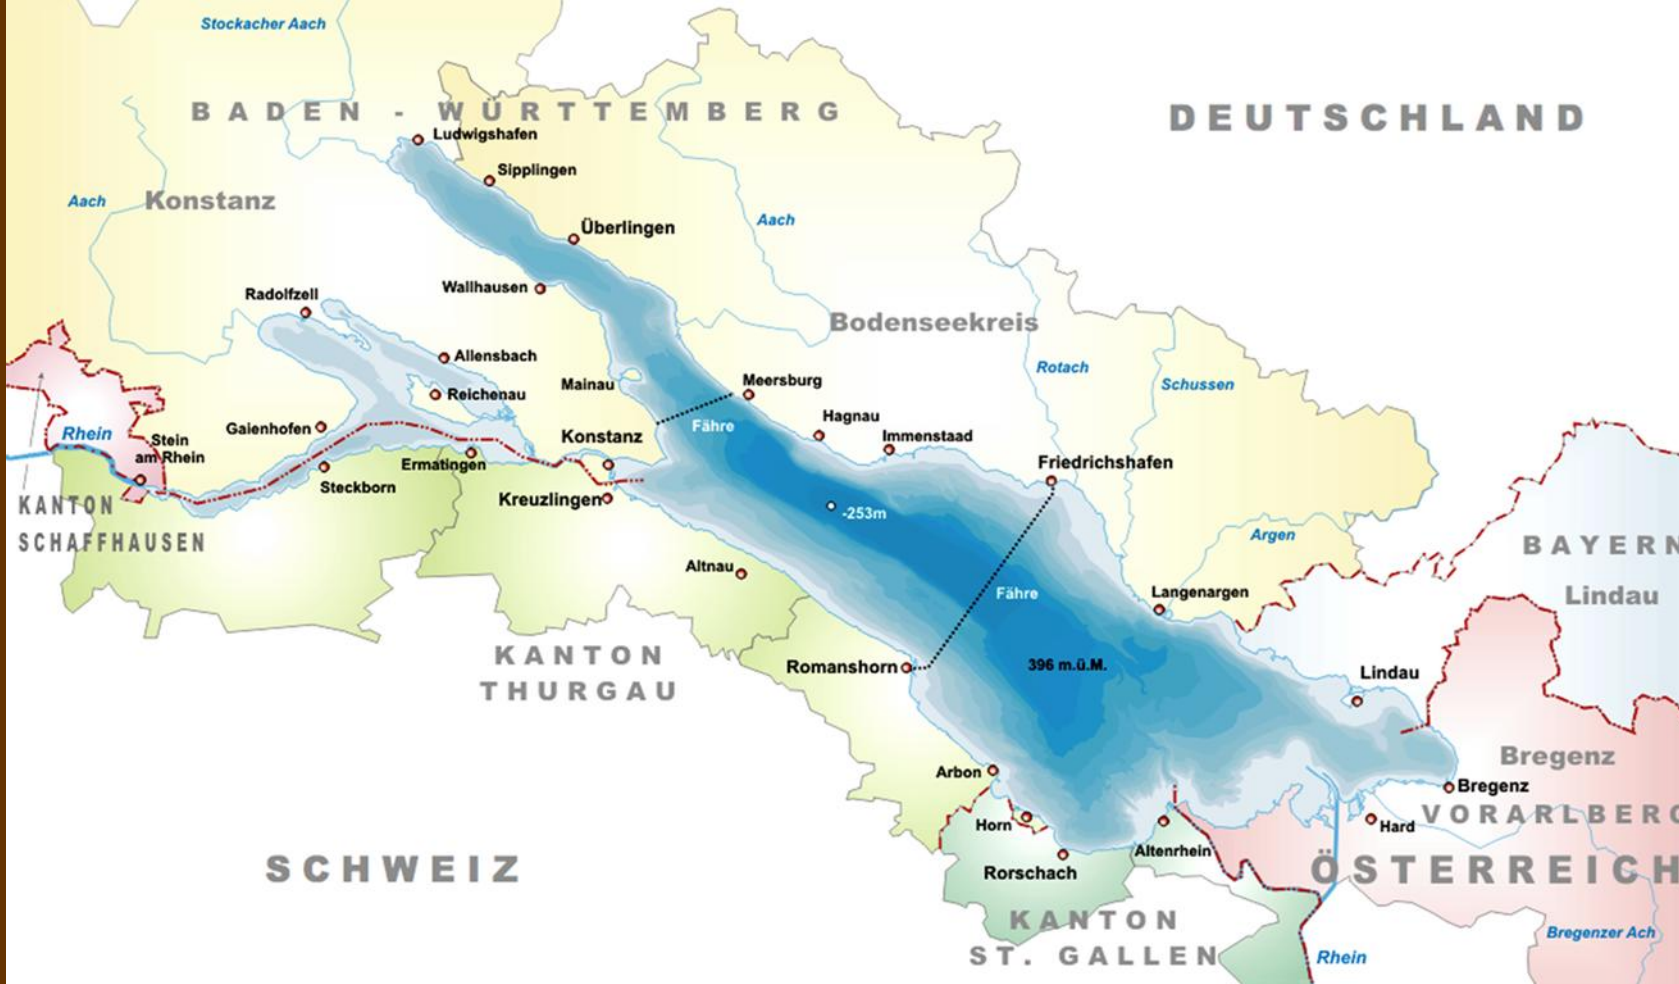 Stockacher Aach
BADEN - WÜRTTEMBERG
DEUTSCHLAND
Ludwigshafen
Sipplingen
Aach
Konstanz
Aach
Überlingen
Wallhausen
Radolfzell
Bodenseekreis
Allensbach
Rotach
Mainau
Meersburg
Schussen
Reichenau
Hagnau
Gaienhofen
Fähre
Rhein
Stein
am Rhein
Konstanz
Immenstaad
Ermatingen
Friedrichshafen
Steckborn
Kreuzlingen
KANTON
SCHAFFHAUSEN
-253m
Argen
BAYERN
Altnau
Fähre
Langenargen
Lindau
KANTON
THURGAU
Romanshorn
396 m.ü.M.
Lindau
Bregenz
Arbon
Bregenz
Horn
Hard
VORARLBERG
Altenrhein
SCHWEIZ
Rorschach
ÖSTERREICH
KANTON
ST. GALLEN
Bregenzer Ach
Rhein